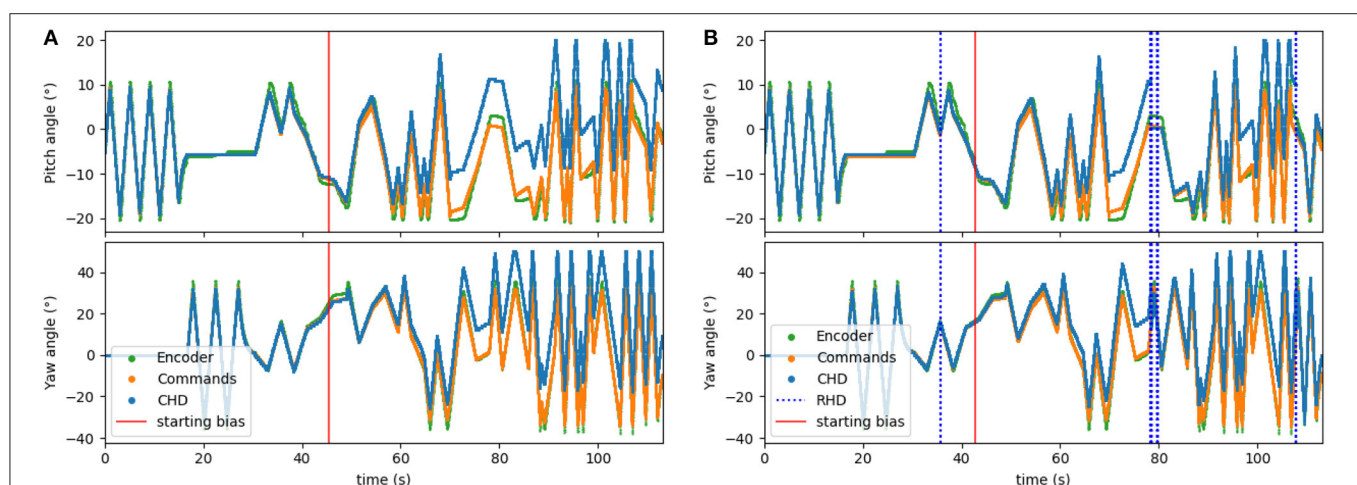 A
B
20
10
0
−10
−20
Pitch angle (°)
20
10
0
−10
−20
Pitch angle (°)
40
20
0
−20
−40
Yaw angle (°)
Encoder
Commands
CHD
starting bias
0
20
40
60
80
100
time (s)
40
20
0
−20
−40
Yaw angle (°)
Encoder
Commands
CHD
RHD
starting bias
0
20
40
60
80
100
time (s)